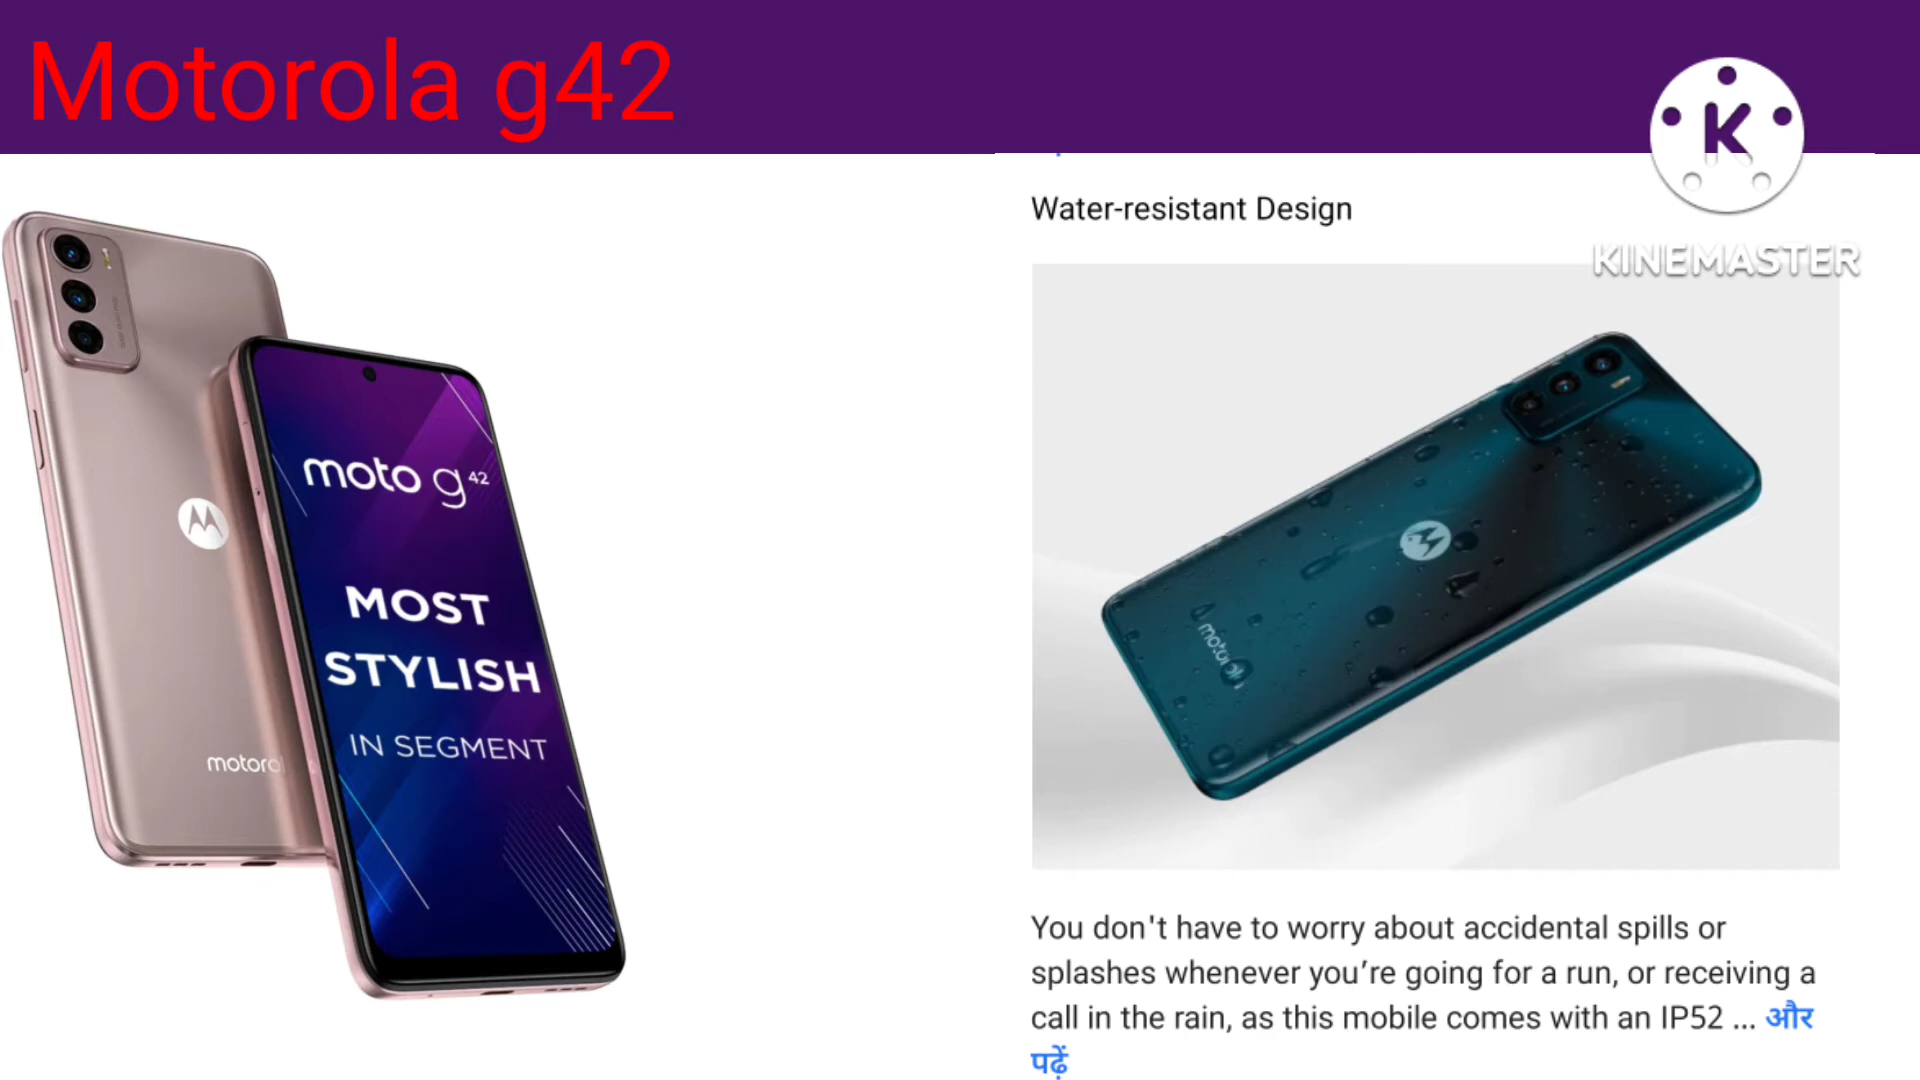 Motorola g42
K
KINEMASTER
Water-resistant Design
moto g 42
MOST
STYLISH
IN SEGMENT
motorol
motorola
You don't have to worry about accidental spills or
splashes whenever you’re going for a run, or receiving a
call in the rain, as this mobile comes with an IP52 ... और
पढ़ें